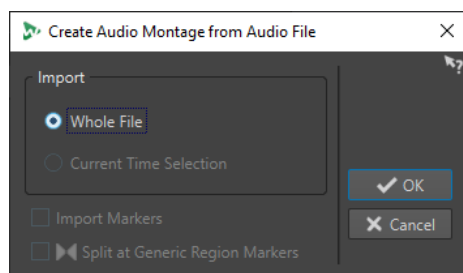 Create Audio Montage from Audio File
Import
Whole File
Current Time Selection
OK
Import Markers
Cancel
Split at Generic Region Markers